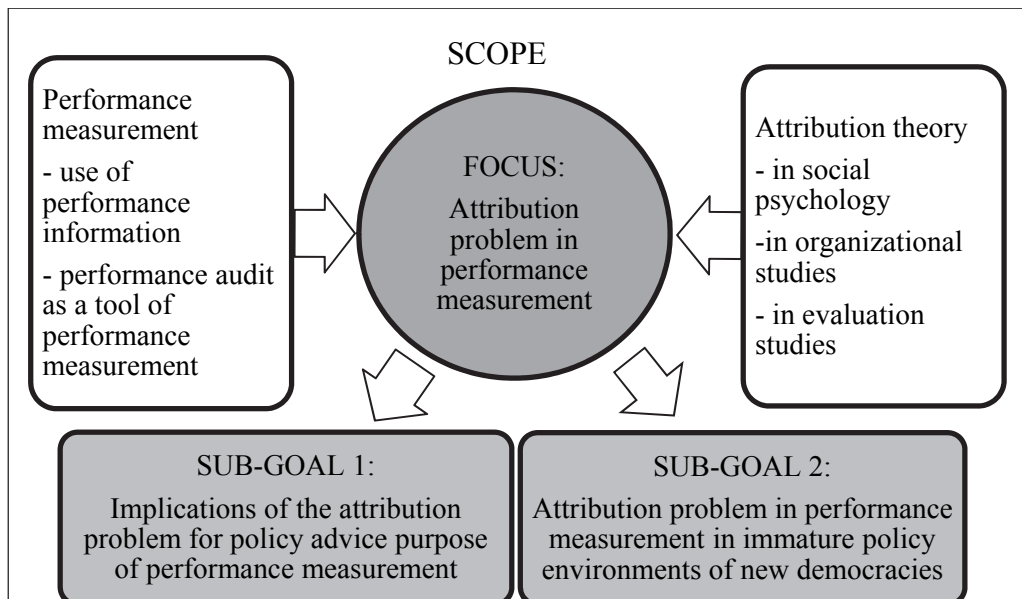 SCOPE
Performance
measurement
- use of
performance
information
- performance audit
as a tool of
performance
measurement
FOCUS:
Attribution
problem in
performance
measurement
Attribution theory
- in social
psychology
-in organizational
studies
- in evaluation
studies
SUB-GOAL 1:
Implications of the attribution
problem for policy advice purpose
of performance measurement
SUB-GOAL 2:
Attribution problem in performance
measurement in immature policy
environments of new democracies